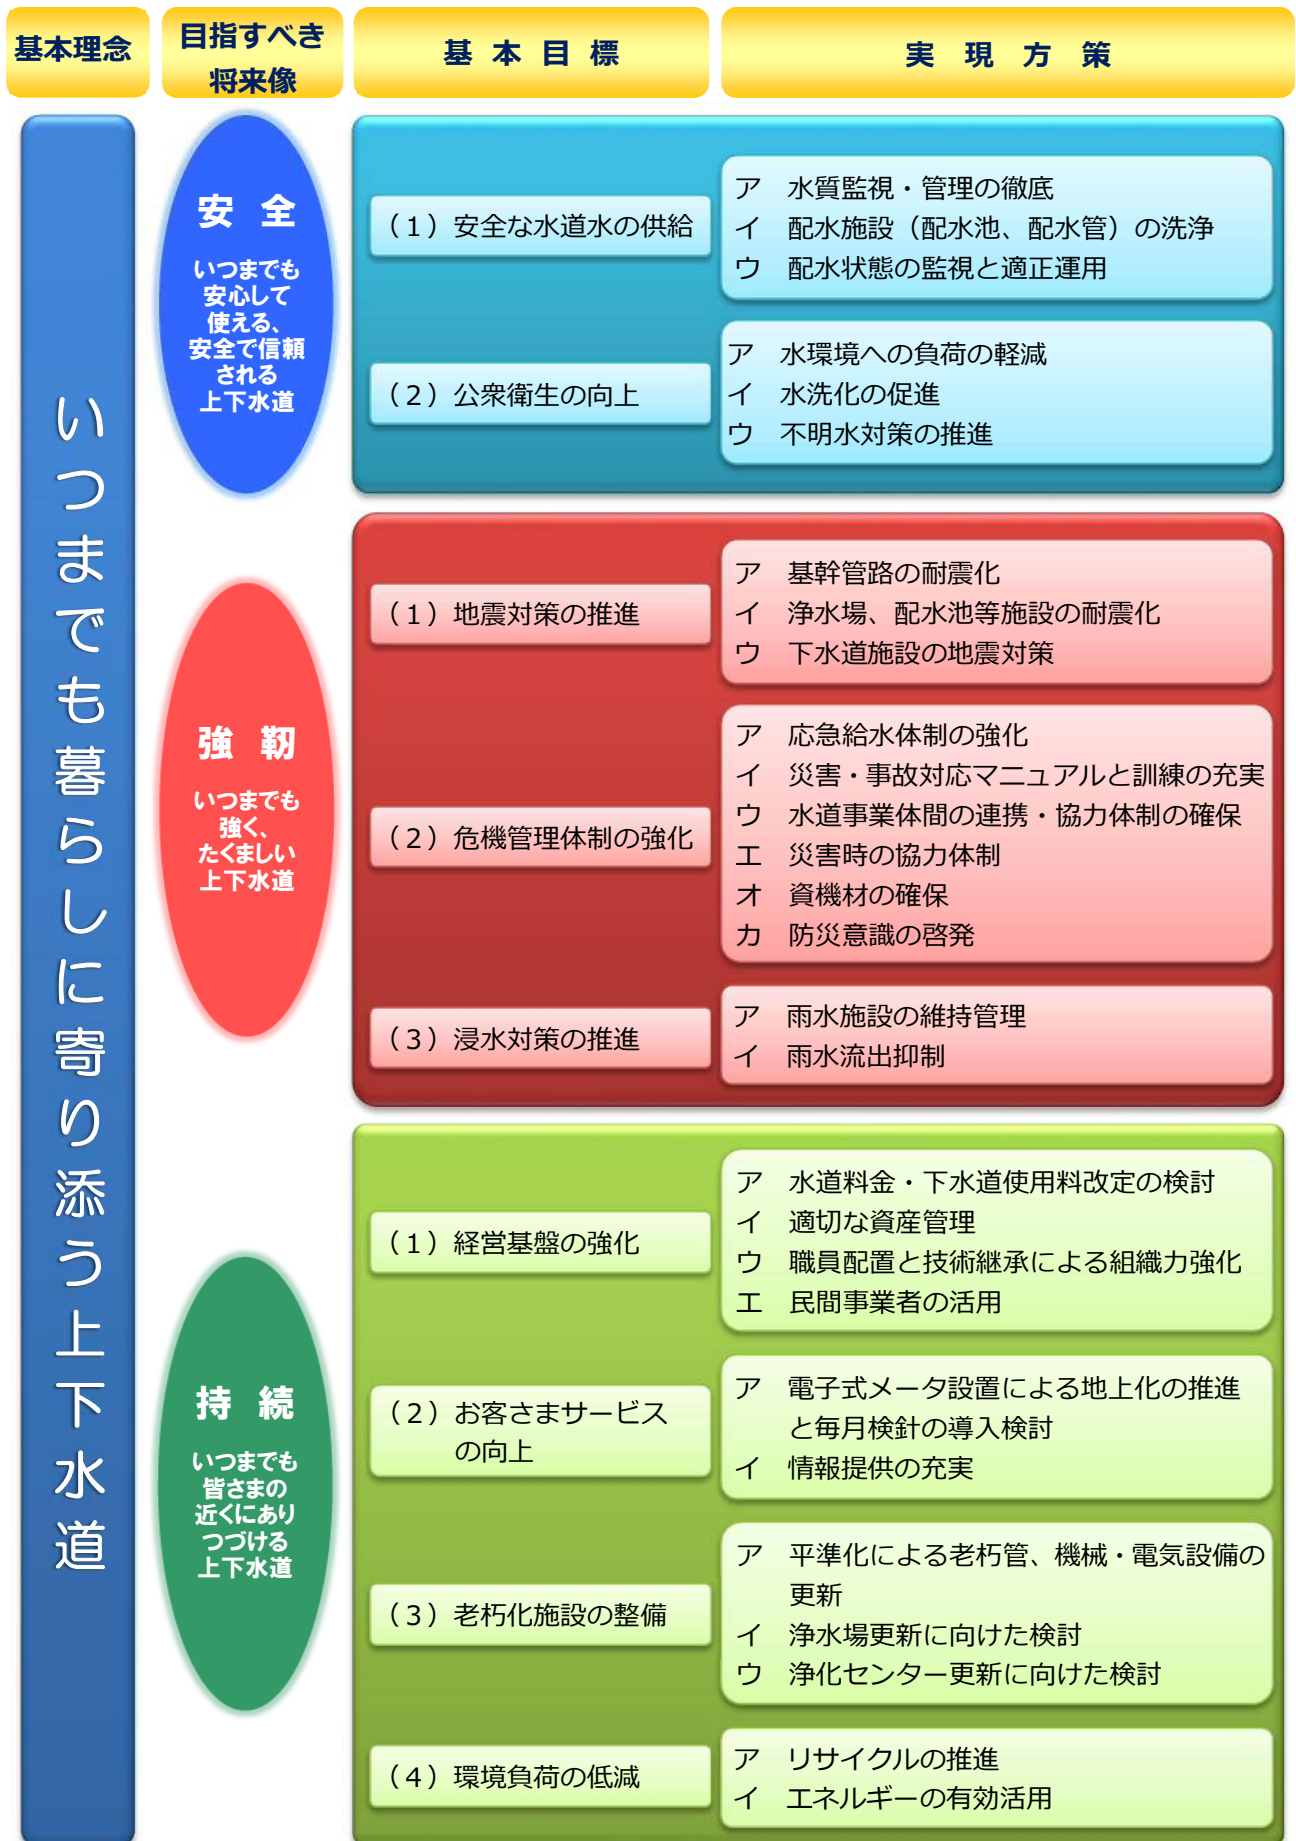 基本理念
目指すべき
将来像
基本目標
実現方策
いつまでも暮らしに寄り添う上下水道
安全
いつまでも
安心して
使える、
安全で信頼
される
上下水道
（１）安全な水道水の供給
ア　水質監視・管理の徹底
イ　配水施設（配水池、配水管）の洗浄
ウ　配水状態の監視と適正運用
（２）公衆衛生の向上
ア　水環境への負荷の軽減
イ　水洗化の促進
ウ　不明水対策の推進
強靭
いつまでも
強く、
たくましい
上下水道
（１）地震対策の推進
ア　基幹管路の耐震化
イ　浄水場、配水池等施設の耐震化
ウ　下水道施設の地震対策
（２）危機管理体制の強化
ア　応急給水体制の強化
イ　災害・事故対応マニュアルと訓練の充実
ウ　水道事業体間の連携・協力体制の確保
エ　災害時の協力体制
オ　資機材の確保
カ　防災意識の啓発
（３）浸水対策の推進
ア　雨水施設の維持管理
イ　雨水流出抑制
持続
いつまでも
皆さまの
近くにあり
つづける
上下水道
（１）経営基盤の強化
ア　水道料金・下水道使用料改定の検討
イ　適切な資産管理
ウ　職員配置と技術継承による組織力強化
エ　民間事業者の活用
（２）お客さまサービス
の向上
ア　電子式メータ設置による地上化の推進
と毎月検針の導入検討
イ　情報提供の充実
（３）老朽化施設の整備
ア　平準化による老朽管、機械・電気設備の
更新
イ　浄水場更新に向けた検討
ウ　浄化センター更新に向けた検討
（４）環境負荷の低減
ア　リサイクルの推進
イ　エネルギーの有効活用